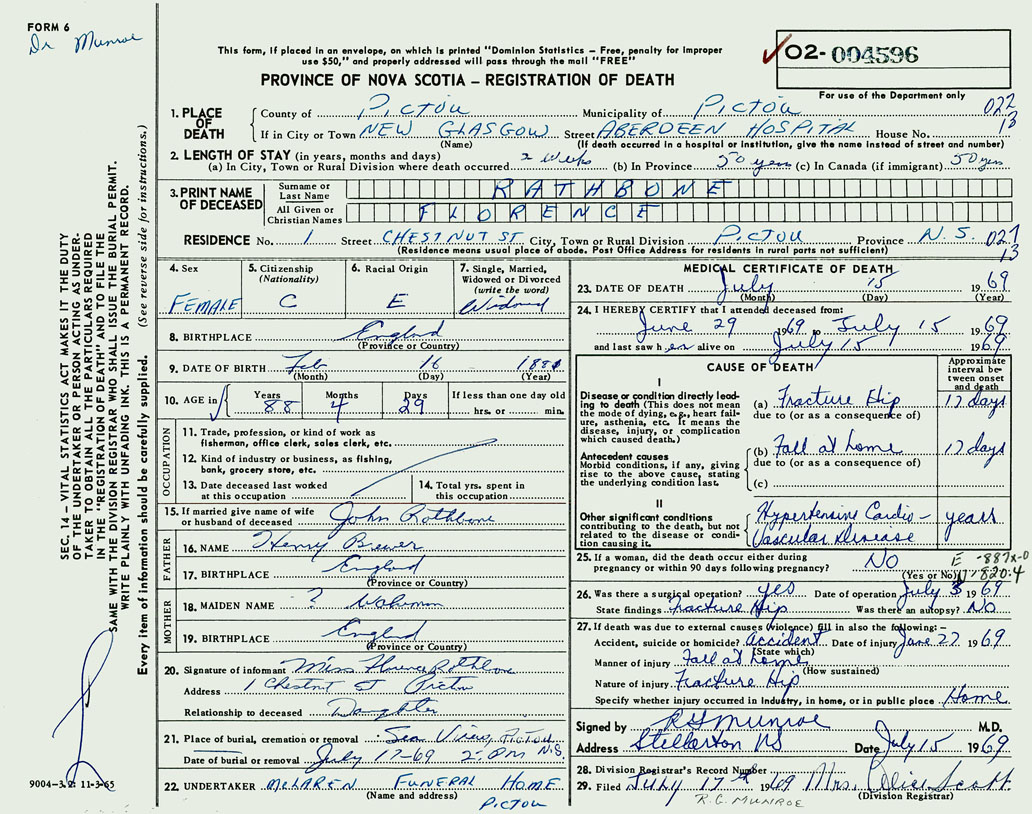 FORM 6
Dr Munroe
This form, if placed in an envelope, on which is printed "Dominion Statistics – Free, penalty for improper
use $50," and properly addressed will pass through the mail "FREE"
PROVINCE OF NOVA SCOTIA – REGISTRATION OF DEATH
✓O2- 004596
For use of the Department only
1. PLACE OF DEATH
County of PICTOU Municipality of PICTOU 022
If in City or Town NEW GLASGOW Street ABERDEEN HOSPITAL House No. 13
(Name) (If death occurred in a hospital or institution, give the name instead of street and number)
2. LENGTH OF STAY (in years, months and days)
(a) In City, Town or Rural Division where death occurred 2 weeks (b) In Province 50 years (c) In Canada (if immigrant) 50 yrs
3. PRINT NAME OF DECEASED
Surname or Last Name RATHBONE
All Given or Christian Names FLORENCE
RESIDENCE No. 1 Street CHESTNUT ST City, Town or Rural Division PICTOU Province N.S. 021
(Residence means usual place of abode. Post Office Address for residents in rural parts not sufficient) 13
4. Sex FEMALE
5. Citizenship (Nationality) C
6. Racial Origin E
7. Single, Married, Widowed or Divorced (write the word) Widowed
8. BIRTHPLACE England
(Province or Country)
9. DATE OF BIRTH Feb 16 188
(Month) (Day) (Year)
10. AGE in Years 88 Months 4 Days 29 If less than one day old hrs. or min.
OCCUPATION
11. Trade, profession, or kind of work as
fisherman, office clerk, sales clerk, etc.
12. Kind of industry or business, as fishing,
bank, grocery store, etc.
13. Date deceased last worked at this occupation
14. Total yrs. spent in this occupation
15. If married give name of wife
or husband of deceased John Rathbone
FATHER
16. NAME Henry Brewer
17. BIRTHPLACE England
(Province or Country)
MOTHER
18. MAIDEN NAME ?
19. BIRTHPLACE England
(Province or Country)
20. Signature of informant Miss Florence Rathbone
Address 1 Chestnut St Pictou
Relationship to deceased Daughter
21. Place of burial, cremation or removal Sea View, PICTOU N.S.
Date of burial or removal July 17-69 2 PM
22. UNDERTAKER McLAREN FUNERAL HOME
(Name and address) PICTOU
MEDICAL CERTIFICATE OF DEATH
23. DATE OF DEATH July 15 1969
(Month) (Day) (Year)
24. I HEREBY CERTIFY that I attended deceased from:
June 29 1969 to July 15 1969
and last saw her alive on July 15 1969
CAUSE OF DEATH
Approximate interval between onset and death
I
Disease or condition directly leading to death (This does not mean the mode of dying, e.g., heart failure, asthenia, etc. It means the disease, injury, or complication which caused death.)
(a) Fracture Hip 17 days
due to (or as a consequence of)
Antecedent causes
Morbid conditions, if any, giving rise to the above cause, stating the underlying condition last.
(b) Fall at home 17 days
due to (or as a consequence of)
(c)
II
Other significant conditions contributing to the death, but not related to the disease or condition causing it.
Hypertensive Cardio- years
Vascular Disease
25. If a woman, did the death occur either during
pregnancy or within 90 days following pregnancy? NO
(Yes or No)
E -887x-0
N 820.4
26. Was there a surgical operation? yes Date of operation July 3 1969
State findings Fracture Hip Was there an autopsy? NO
27. If death was due to external causes (violence) fill in also the following:–
Accident, suicide or homicide? Accident Date of injury June 27 1969
(State which)
Manner of injury Fall at home
(How sustained)
Nature of injury Fracture Hip
Specify whether injury occurred in industry, in home, or in public place Home
Signed by Munroe M.D.
Address Stellarton NS Date July 15 1969
28. Division Registrar's Record Number
29. Filed July 17th 1969 Mrs. Alice Scott
(Division Registrar)
R.G. MUNROE
SEC. 14 – VITAL STATISTICS ACT MAKES IT THE DUTY
OF THE UNDERTAKER OR PERSON ACTING AS UNDER-
TAKER TO OBTAIN ALL THE PARTICULARS REQUIRED
IN THE "REGISTRATION OF DEATH" AND TO FILE THE
SAME WITH THE DIVISION REGISTRAR WHO SHALL ISSUE THE BURIAL PERMIT.
WRITE PLAINLY WITH UNFADING INK. THIS IS A PERMANENT RECORD.
Every item of information should be carefully supplied. (See reverse side for instructions.)
9004-3.2: 11-3-65